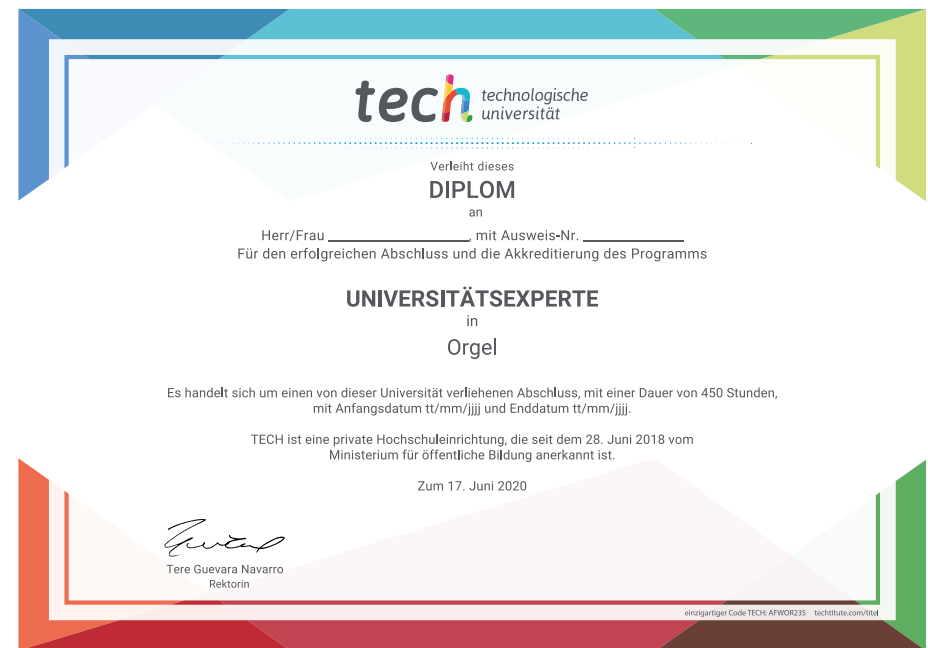 tech technologische
universität
Verleiht dieses
DIPLOM
an
Herr/Frau ____________________, mit Ausweis-Nr. ______________
Für den erfolgreichen Abschluss und die Akkreditierung des Programms
UNIVERSITÄTSEXPERTE
in
Orgel
Es handelt sich um einen von dieser Universität verliehenen Abschluss, mit einer Dauer von 450 Stunden,
mit Anfangsdatum tt/mm/jjjj und Enddatum tt/mm/jjjj.
TECH ist eine private Hochschuleinrichtung, die seit dem 28. Juni 2018 vom
Ministerium für öffentliche Bildung anerkannt ist.
Zum 17. Juni 2020
Tere Guevara Navarro
Rektorin
einzigartiger Code TECH: AFWOR23S techtitute.com/titel